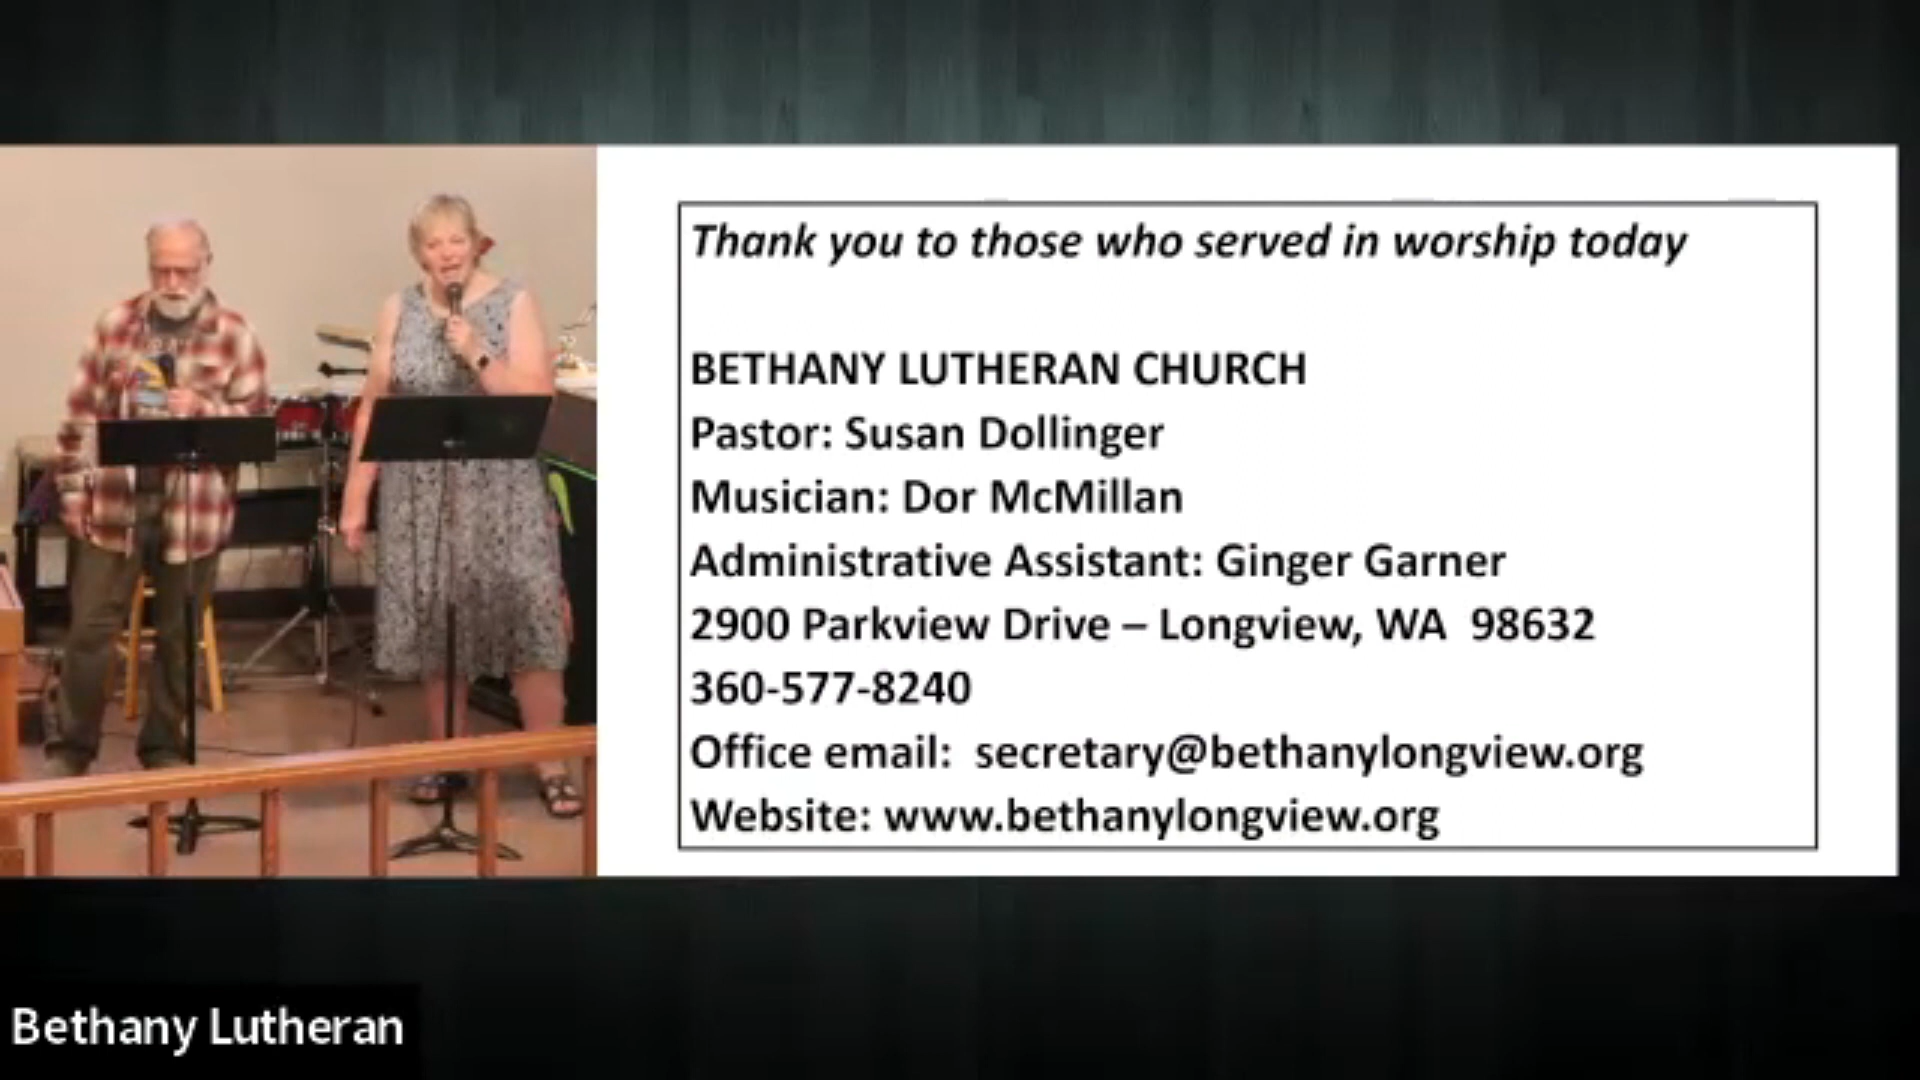 Thank you to those who served in worship today
BETHANY LUTHERAN CHURCH
Pastor: Susan Dollinger
Musician: Dor McMillan
Administrative Assistant: Ginger Garner
2900 Parkview Drive – Longview, WA  98632
360-577-8240
Office email:  secretary@bethanylongview.org
Website: www.bethanylongview.org
Bethany Lutheran